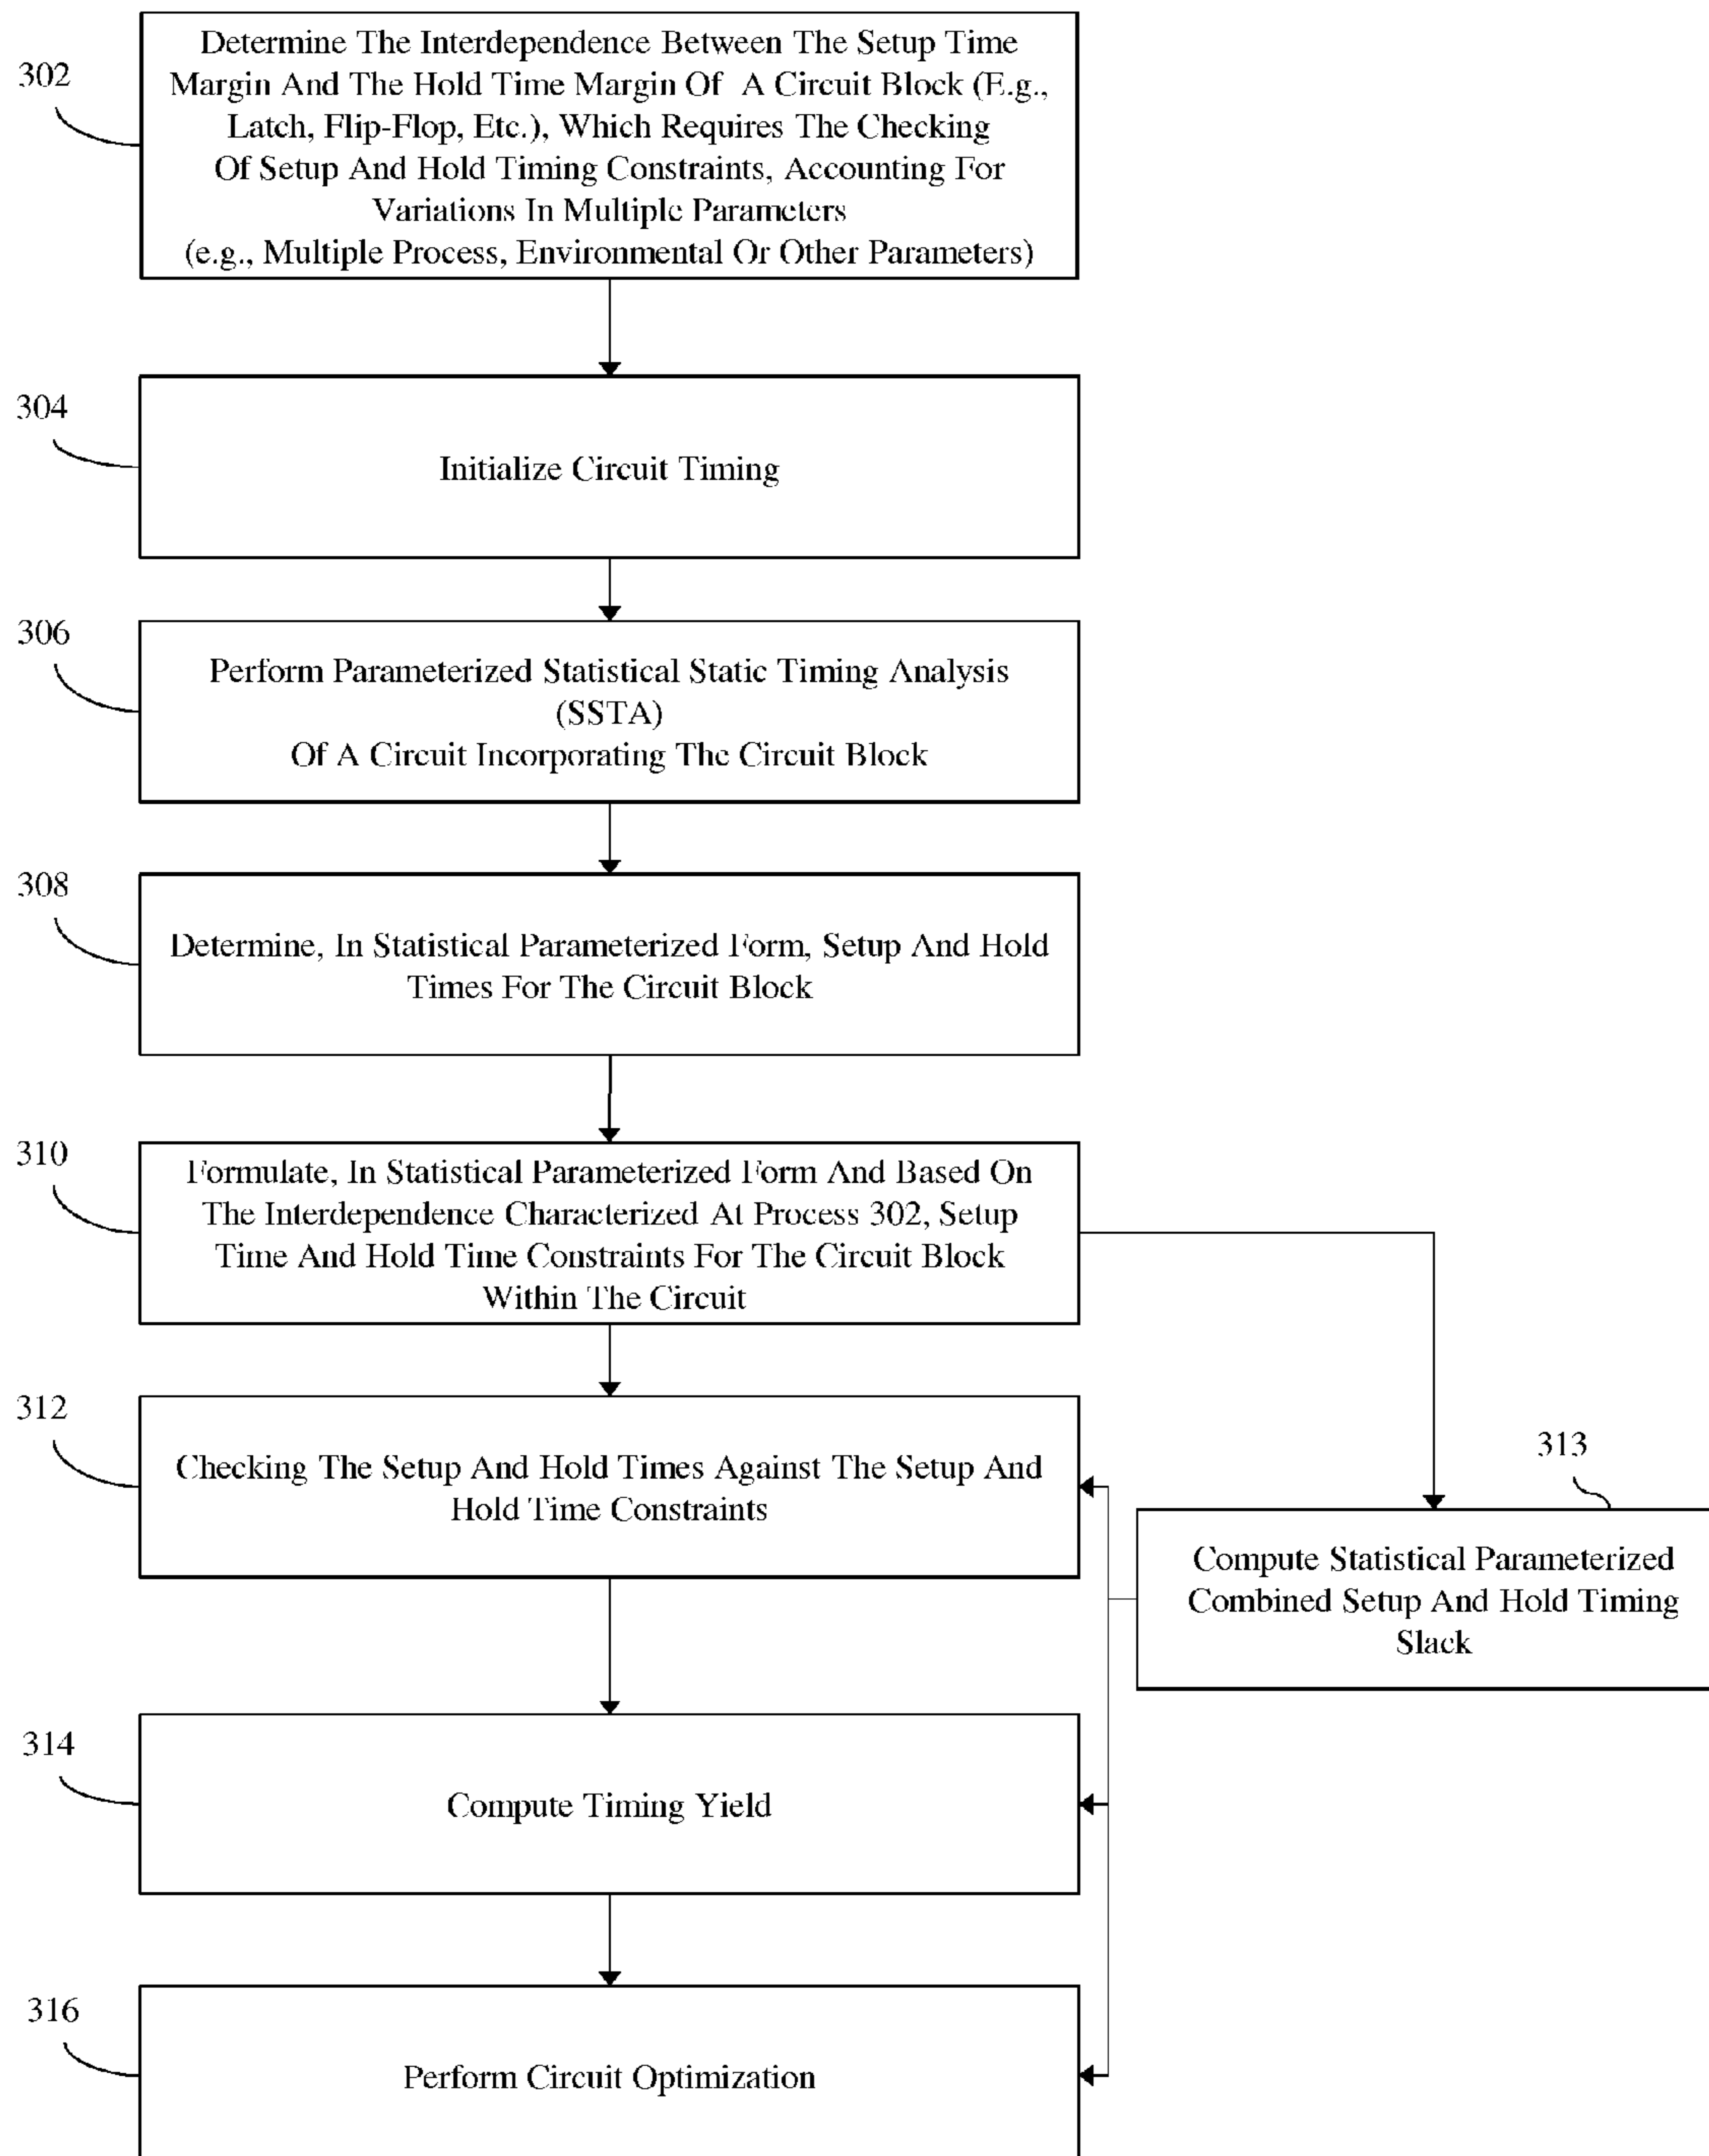 302
Determine The Interdependence Between The Setup Time
Margin And The Hold Time Margin Of A Circuit Block (E.g.,
Latch, Flip-Flop, Etc.), Which Requires The Checking
Of Setup And Hold Timing Constraints, Accounting For
Variations In Multiple Parameters
(e.g., Multiple Process, Environmental Or Other Parameters)
304
Initialize Circuit Timing
306
Perform Parameterized Statistical Static Timing Analysis
(SSTA)
Of A Circuit Incorporating The Circuit Block
308
Determine, In Statistical Parameterized Form, Setup And Hold
Times For The Circuit Block
310
Formulate, In Statistical Parameterized Form And Based On
The Interdependence Characterized At Process 302, Setup
Time And Hold Time Constraints For The Circuit Block
Within The Circuit
312
Checking The Setup And Hold Times Against The Setup And
Hold Time Constraints
313
Compute Statistical Parameterized
Combined Setup And Hold Timing
Slack
314
Compute Timing Yield
316
Perform Circuit Optimization